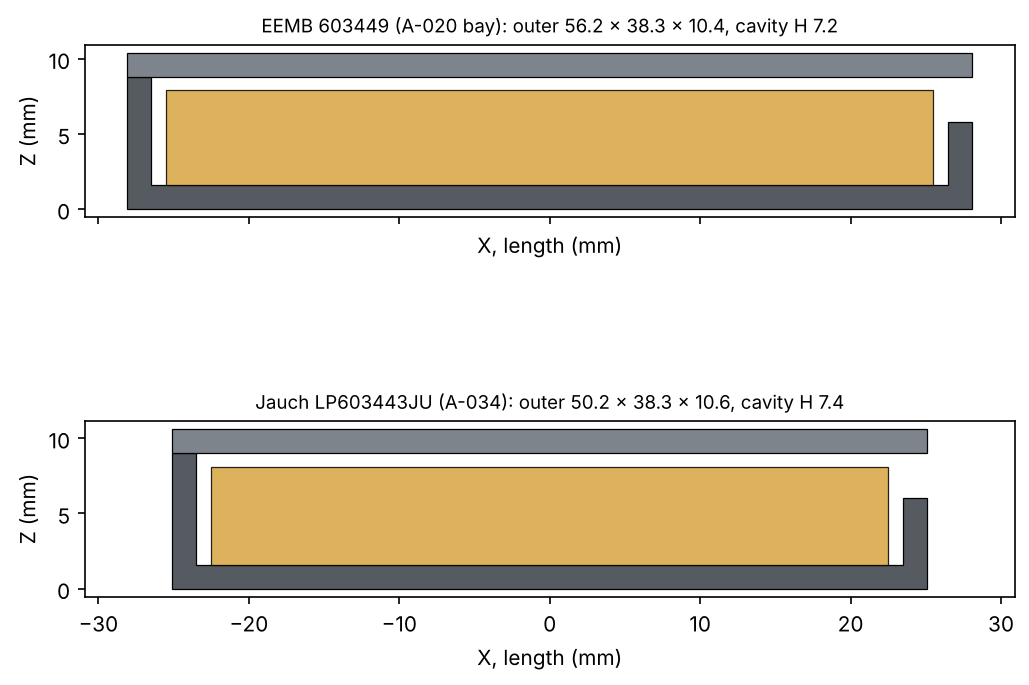 EEMB 603449 (A-020 bay): outer 56.2 × 38.3 × 10.4, cavity H 7.2
10
5
0
Z (mm)
X, length (mm)
Jauch LP603443JU (A-034): outer 50.2 × 38.3 × 10.6, cavity H 7.4
10
5
0
Z (mm)
−30 −20 −10 0 10 20 30
X, length (mm)